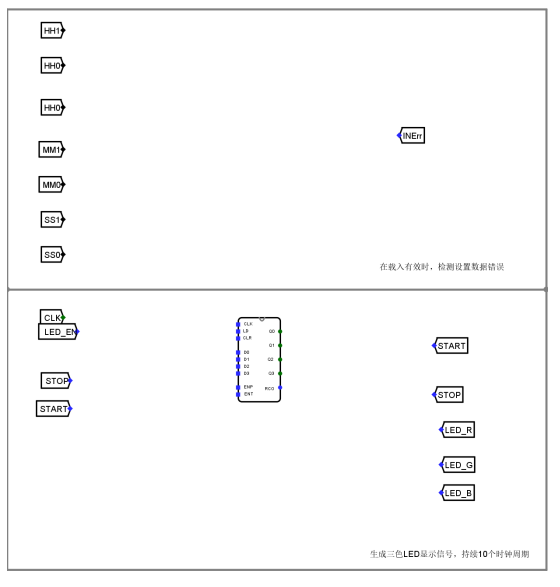 HH1
HH0
HH0
INErr
MM1
MM0
SS1
SS0
在载入有效时，检测设置数据错误
CLK
LED_EN
STOP
START
CLK
LD
CLR
D0
D1
D2
D3
ENP
ENT
Q0
Q1
Q2
Q3
RCO
START
STOP
LED_R
LED_G
LED_B
生成三色LED显示信号，持续10个时钟周期